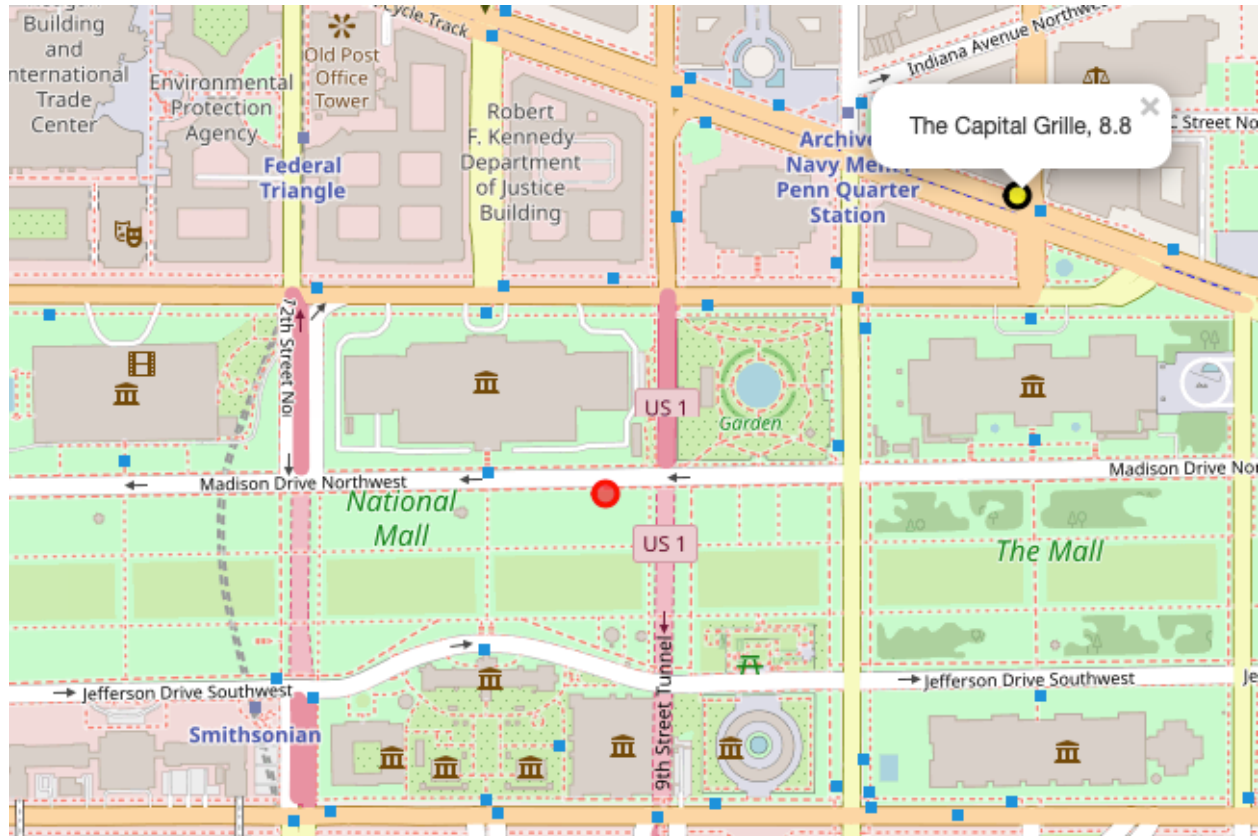 Building
and
International
Trade
Center
Environmental
Protection
Agency
Old Post
Office
Tower
Cycle Track
Robert
F. Kennedy
Department
of Justice
Building
Federal
Triangle
Indiana Avenue Northwes
The Capital Grille, 8.8
×
C Street No
Archive
Navy Mem
Penn Quarter
Station
12th Street No
US 1
Garden
Madison Drive Northwest
Madison Drive Nor
National
Mall
US 1
The Mall
9th Street Tunnel
Jefferson Drive Southwest
Jefferson Drive Southwest
Je
Smithsonian